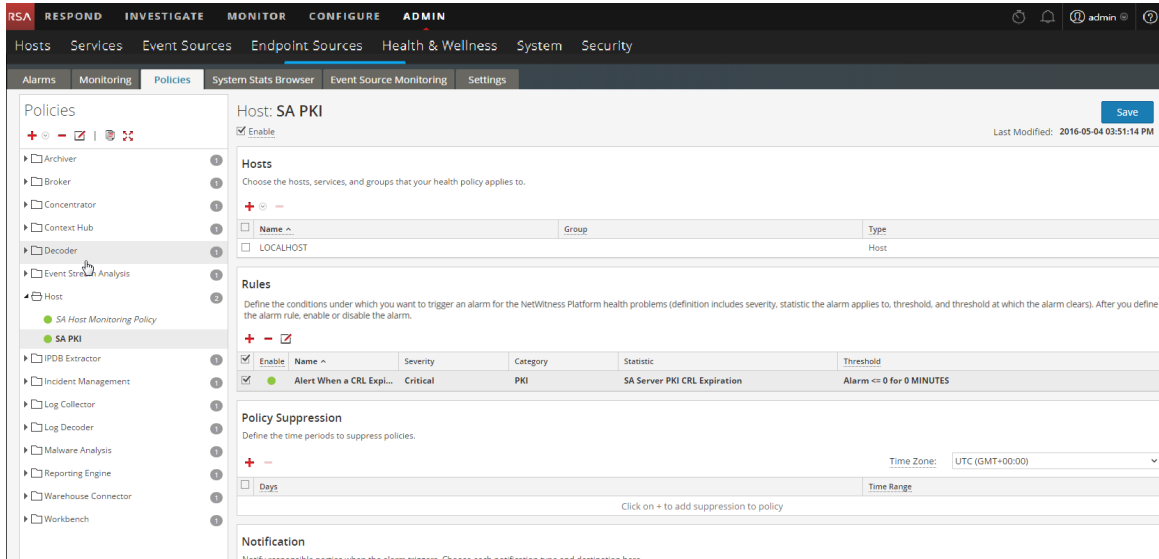 RSA RESPOND INVESTIGATE MONITOR CONFIGURE ADMIN admin
Hosts Services Event Sources Endpoint Sources Health & Wellness System Security
Alarms Monitoring Policies System Stats Browser Event Source Monitoring Settings
Policies
Archiver 1
Broker 1
Concentrator 1
Context Hub 1
Decoder 1
Event Stream Analysis 1
Host 2
SA Host Monitoring Policy
SA PKI
IPDB Extractor 1
Incident Management 1
Log Collector 1
Log Decoder 1
Malware Analysis 1
Reporting Engine 1
Warehouse Connector 1
Workbench 1
Host: SA PKI
Save
Enable
Last Modified: 2016-05-04 03:51:14 PM
Hosts
Choose the hosts, services, and groups that your health policy applies to.
Name Group Type
LOCALHOST Host
Rules
Define the conditions under which you want to trigger an alarm for the NetWitness Platform health problems (definition includes severity, statistic the alarm applies to, threshold, and threshold at which the alarm clears). After you define
the alarm rule, enable or disable the alarm.
Enable Name Severity Category Statistic Threshold
Alert When a CRL Expi... Critical PKI SA Server PKI CRL Expiration Alarm <= 0 for 0 MINUTES
Policy Suppression
Define the time periods to suppress policies.
Time Zone: UTC (GMT+00:00)
Days Time Range
Click on + to add suppression to policy
Notification